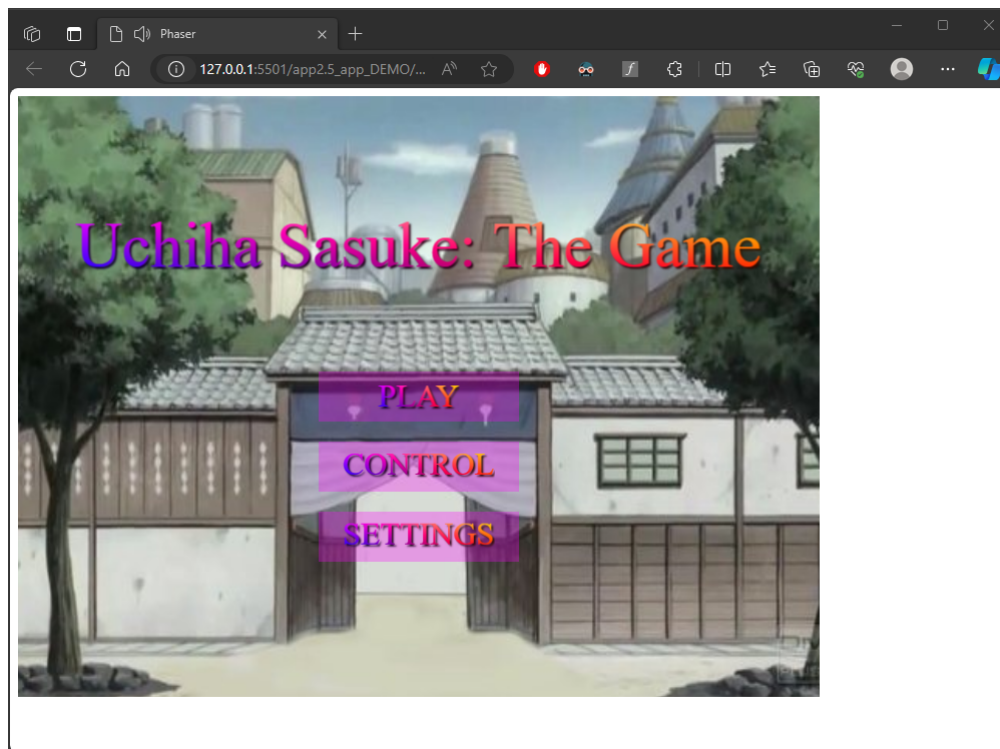 Phaser
127.0.0.1:5501/app2.5_app_DEMO/...
Uchiha Sasuke: The Game
PLAY
CONTROL
SETTINGS